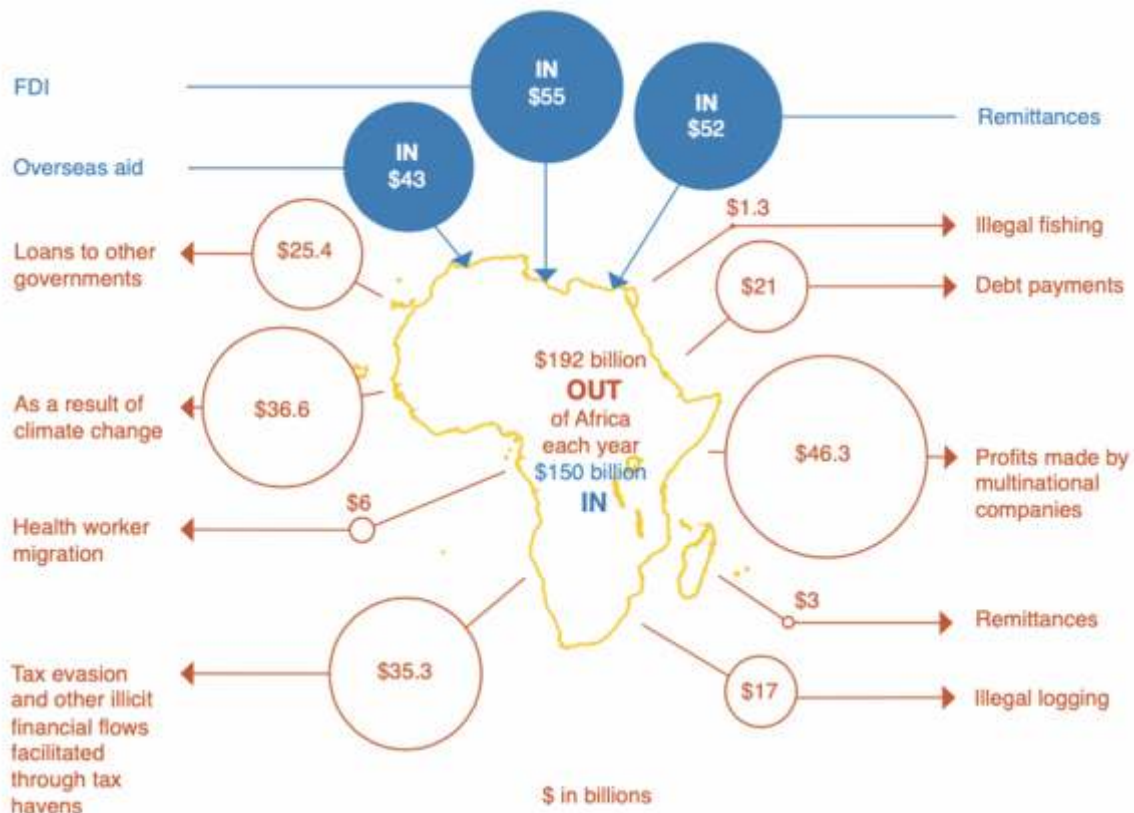 FDI
IN
$55
IN
$52
Remittances
Overseas aid
IN
$43
Loans to other
governments
$25.4
$1.3
Illegal fishing
$21
Debt payments
As a result of
climate change
$36.6
$192 billion
OUT
of Africa
each year
$150 billion
IN
$46.3
Profits made by
multinational
companies
Health worker
migration
$6
$3
Remittances
Tax evasion
and other illicit
financial flows
facilitated
through tax
havens
$35.3
$17
Illegal logging
$ in billions